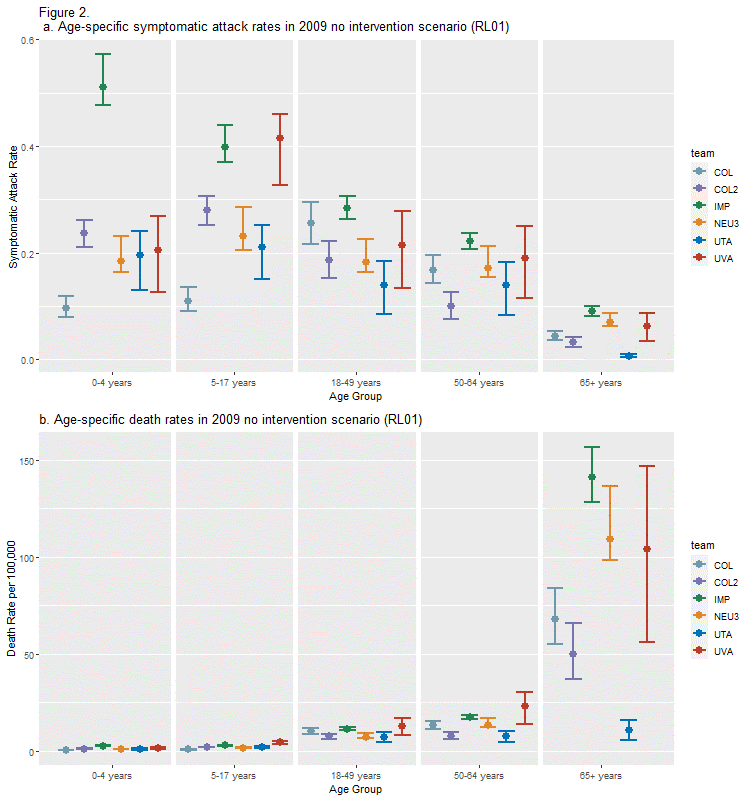 Figure 2.
a. Age-specific symptomatic attack rates in 2009 no intervention scenario (RL01)
0.6
0.4
0.2
0.0
Symptomatic Attack Rate
0-4 years
5-17 years
18-49 years
50-64 years
65+ years
Age Group
team
COL
COL2
IMP
NEU3
UTA
UVA
b. Age-specific death rates in 2009 no intervention scenario (RL01)
150
100
50
0
Death Rate per 100,000
0-4 years
5-17 years
18-49 years
50-64 years
65+ years
Age Group
team
COL
COL2
IMP
NEU3
UTA
UVA